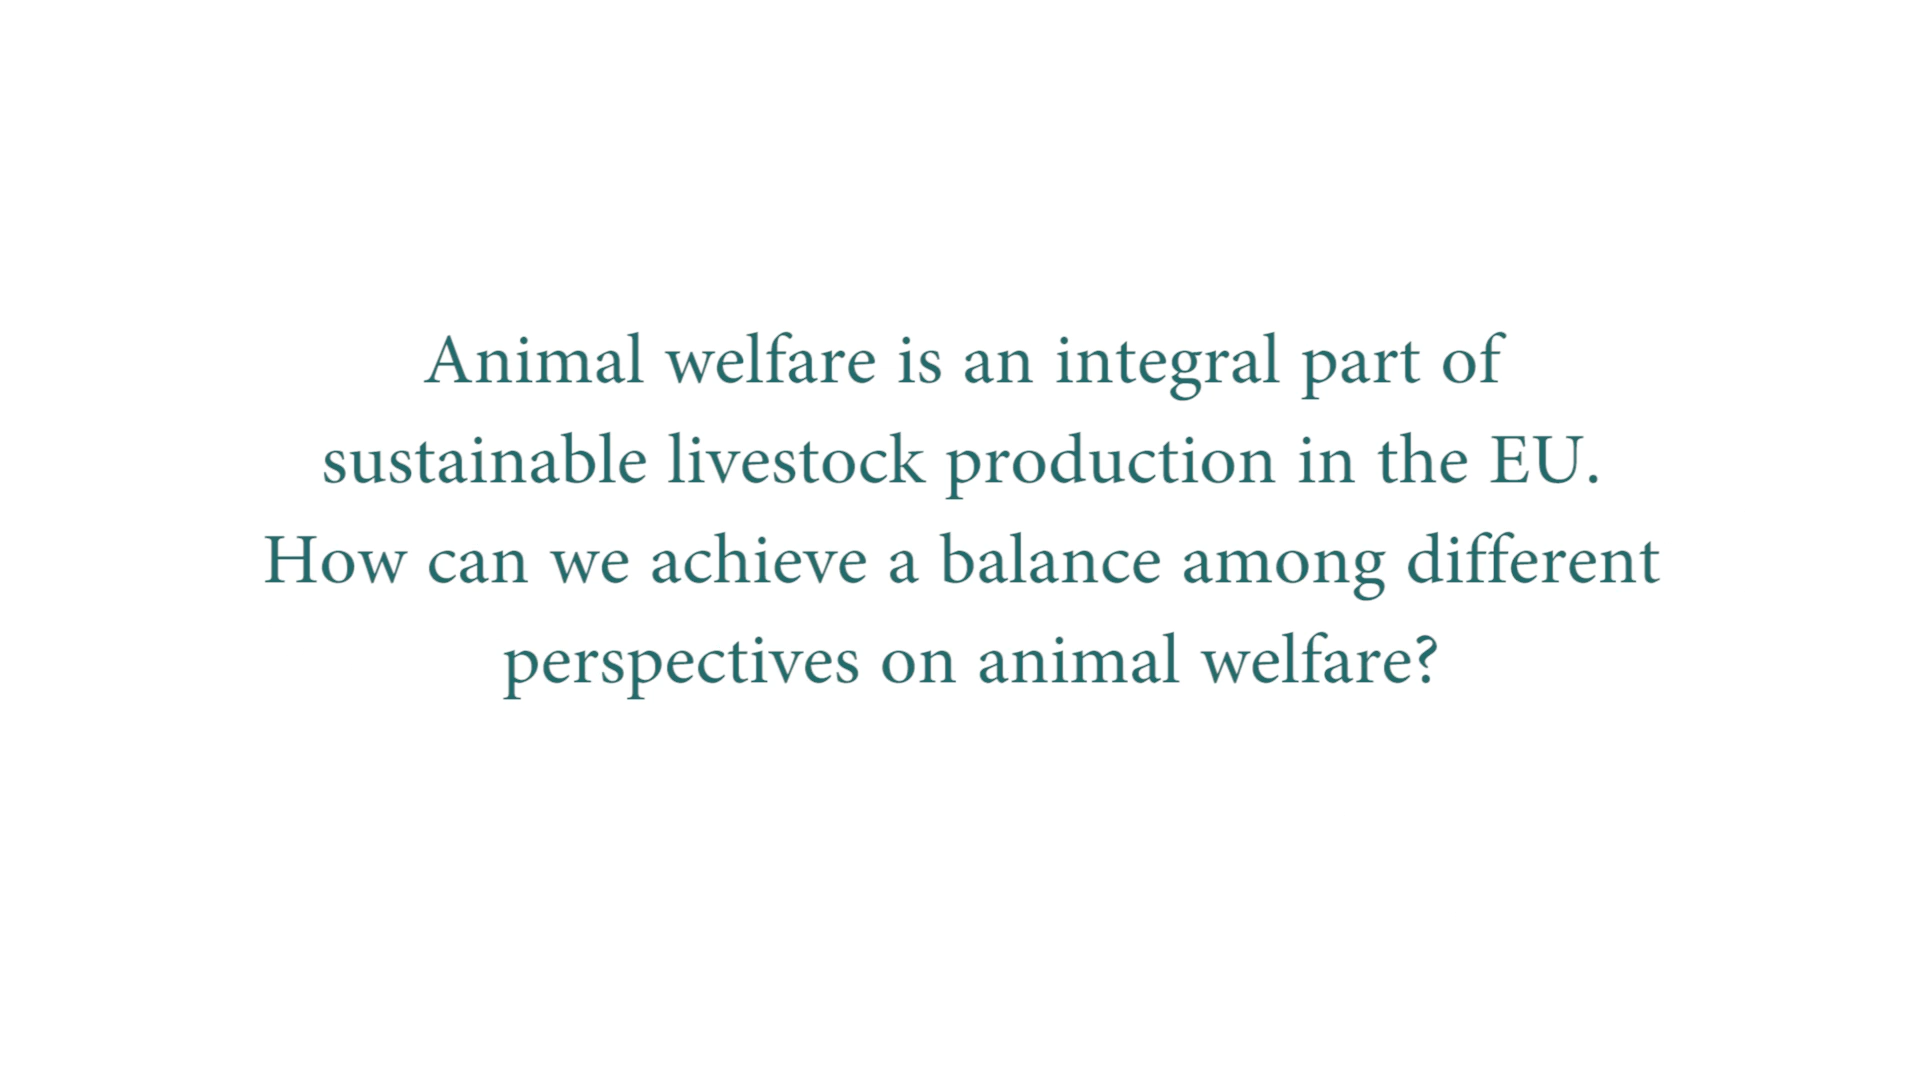 Animal welfare is an integral part of
sustainable livestock production in the EU.
How can we achieve a balance among different
perspectives on animal welfare?